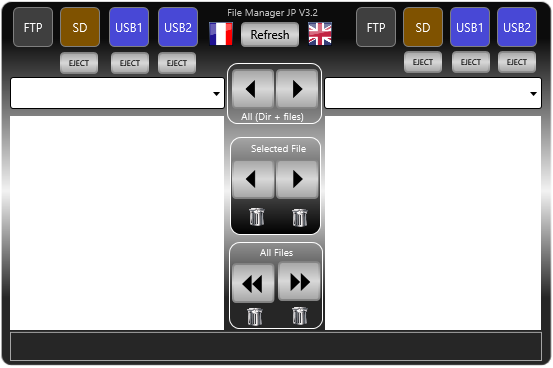 File Manager JP V3.2
FTP SD USB1 USB2 Refresh FTP SD USB1 USB2
EJECT EJECT EJECT EJECT EJECT EJECT
All (Dir + files)
Selected File
All Files